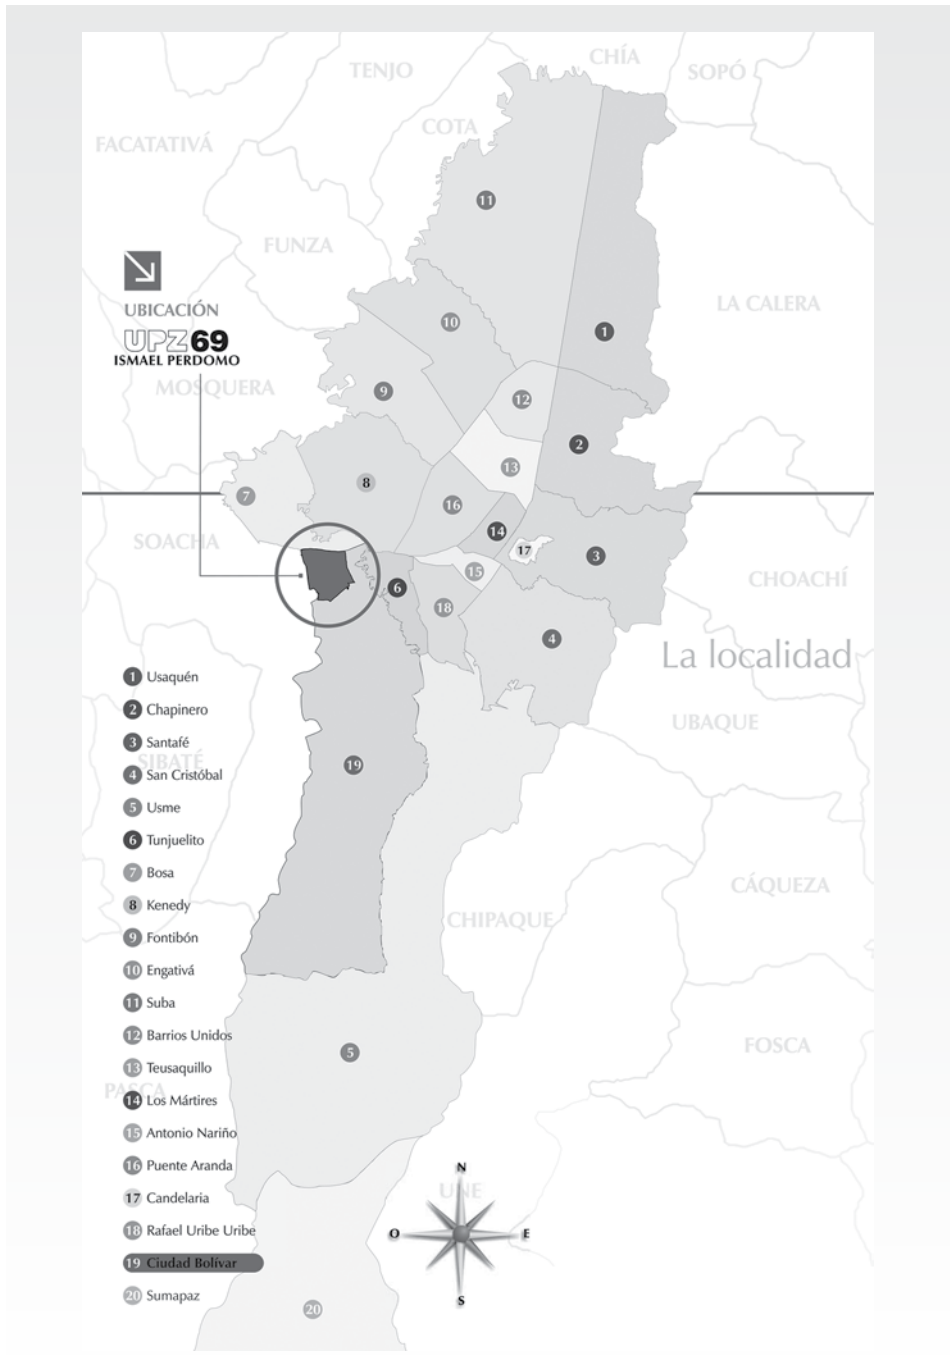 CHÍA
TENJO
SOPÓ
COTA
FACATATIVÁ
11
FUNZA
LA CALERA
UBICACIÓN
10
1
UPZ69
ISMAEL PERDOMO
MOSQUERA
9
12
2
13
8
7
16
14
SOACHA
17
3
15
CHOACHÍ
6
18
4
La localidad
UBAQUE
19
SIBATÉ
CÁQUEZA
CHIPAQUE
FOSCA
5
PASCA
UNE
20
1 Usaquén
2 Chapinero
3 Santafé
4 San Cristóbal
5 Usme
6 Tunjuelito
7 Bosa
8 Kenedy
9 Fontibón
10 Engativá
11 Suba
12 Barrios Unidos
13 Teusaquillo
14 Los Mártires
15 Antonio Nariño
16 Puente Aranda
17 Candelaria
18 Rafael Uribe Uribe
19 Ciudad Bolívar
20 Sumapaz
N
O
E
S